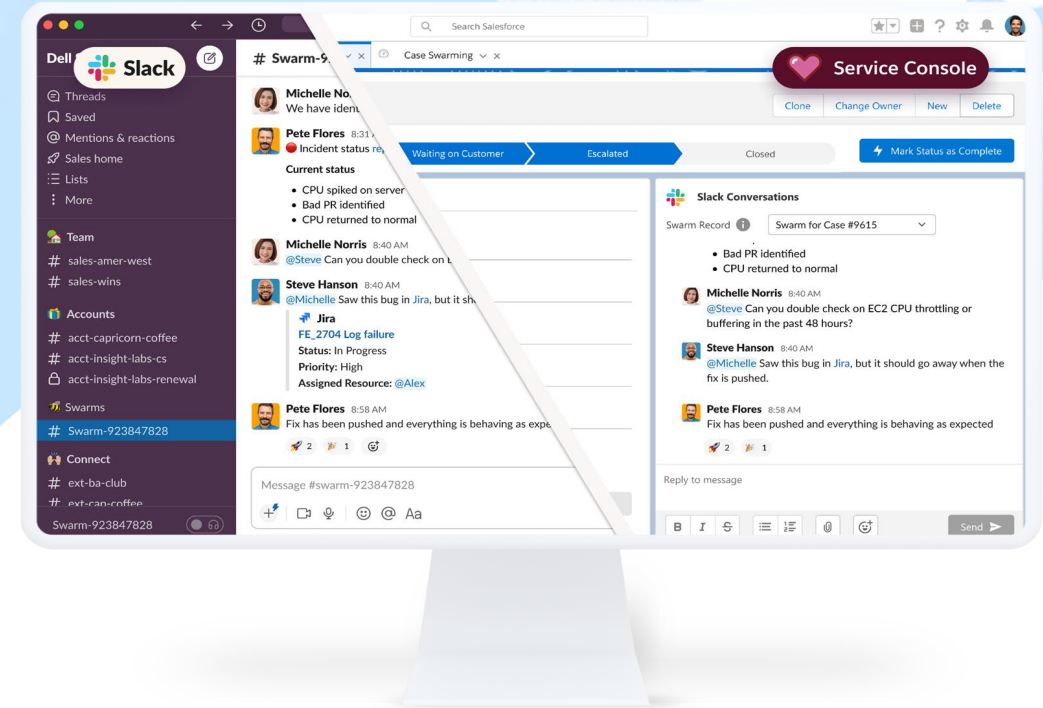 Search Salesforce
Dell
Slack
# Swarm-9
Case Swarming
Service Console
Threads
Saved
Mentions & reactions
Sales home
Lists
More
Team
# sales-amer-west
# sales-wins
Accounts
# acct-capricorn-coffee
# acct-insight-labs-cs
acct-insight-labs-renewal
Swarms
# Swarm-923847828
Connect
# ext-ba-club
# ext-cap-coffee
Swarm-923847828
Michelle No
We have ident
Pete Flores 8:31
Incident status
Current status
• CPU spiked on server
• Bad PR identified
• CPU returned to normal
Michelle Norris 8:40 AM
@Steve Can you double check on
Steve Hanson 8:40 AM
@Michelle Saw this bug in Jira, but it
Jira
FE_2704 Log failure
Status: In Progress
Priority: High
Assigned Resource: @Alex
Pete Flores 8:58 AM
Fix has been pushed and everything is behaving as expe
2 1
Message #swarm-923847828
Aa
Clone Change Owner New Delete
Waiting on Customer Escalated Closed Mark Status as Complete
Slack Conversations
Swarm Record Swarm for Case #9615
• Bad PR identified
• CPU returned to normal
Michelle Norris 8:40 AM
@Steve Can you double check on EC2 CPU throttling or
buffering in the past 48 hours?
Steve Hanson 8:40 AM
@Michelle Saw this bug in Jira, but it should go away when the
fix is pushed.
Pete Flores 8:58 AM
Fix has been pushed and everything is behaving as expected
2 1
Reply to message
B I S Send